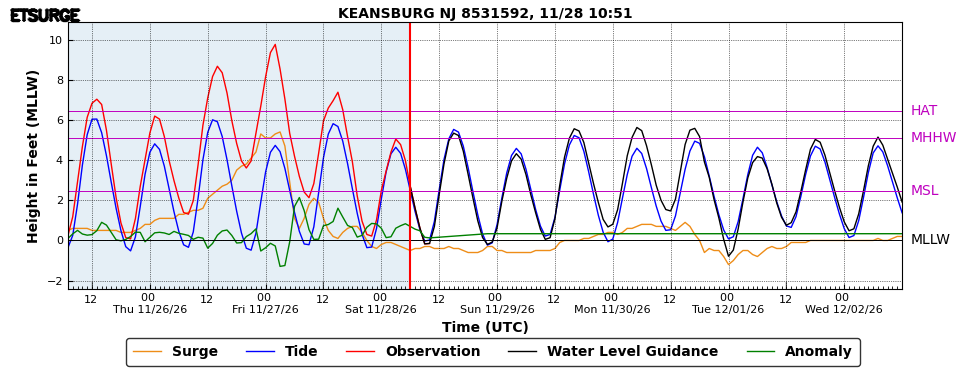 ETSURGE
KEANSBURG NJ 8531592, 11/28 10:51
Height in Feet (MLLW)
10
8
6
4
2
0
−2
HAT
MHHW
MSL
MLLW
12 00 12 00 12 00 12 00 12 00 12 00 12 00
Thu 11/26/26 Fri 11/27/26 Sat 11/28/26 Sun 11/29/26 Mon 11/30/26 Tue 12/01/26 Wed 12/02/26
Time (UTC)
Surge Tide Observation Water Level Guidance Anomaly